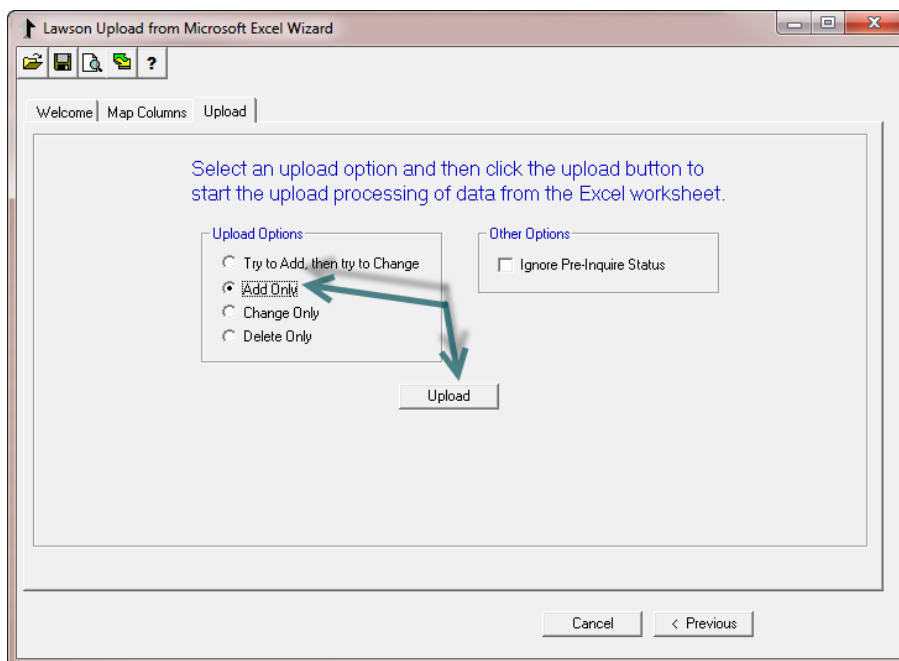 Lawson Upload from Microsoft Excel Wizard
?
Welcome Map Columns Upload
Select an upload option and then click the upload button to
start the upload processing of data from the Excel worksheet.
Upload Options
Try to Add, then try to Change
Add Only
Change Only
Delete Only
Other Options
Ignore Pre-Inquire Status
Upload
Cancel < Previous